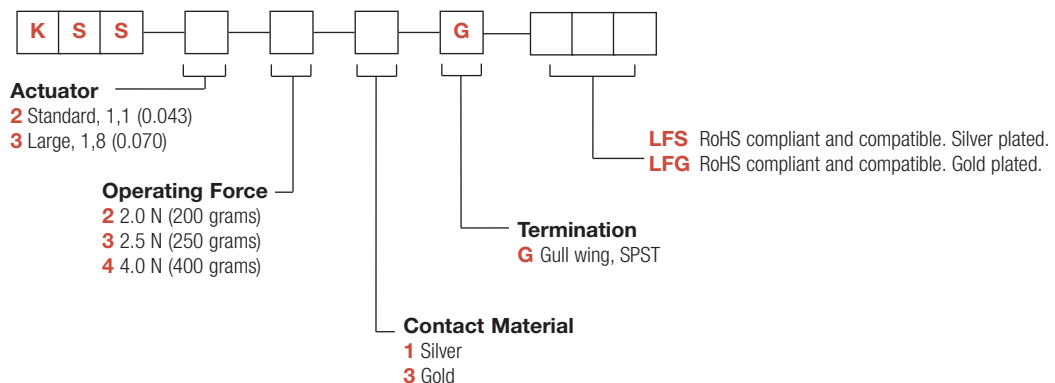 K S S G
Actuator
2 Standard, 1,1 (0.043)
3 Large, 1,8 (0.070)
LFS RoHS compliant and compatible. Silver plated.
LFG RoHS compliant and compatible. Gold plated.
Operating Force
2 2.0 N (200 grams)
3 2.5 N (250 grams)
4 4.0 N (400 grams)
Termination
G Gull wing, SPST
Contact Material
1 Silver
3 Gold